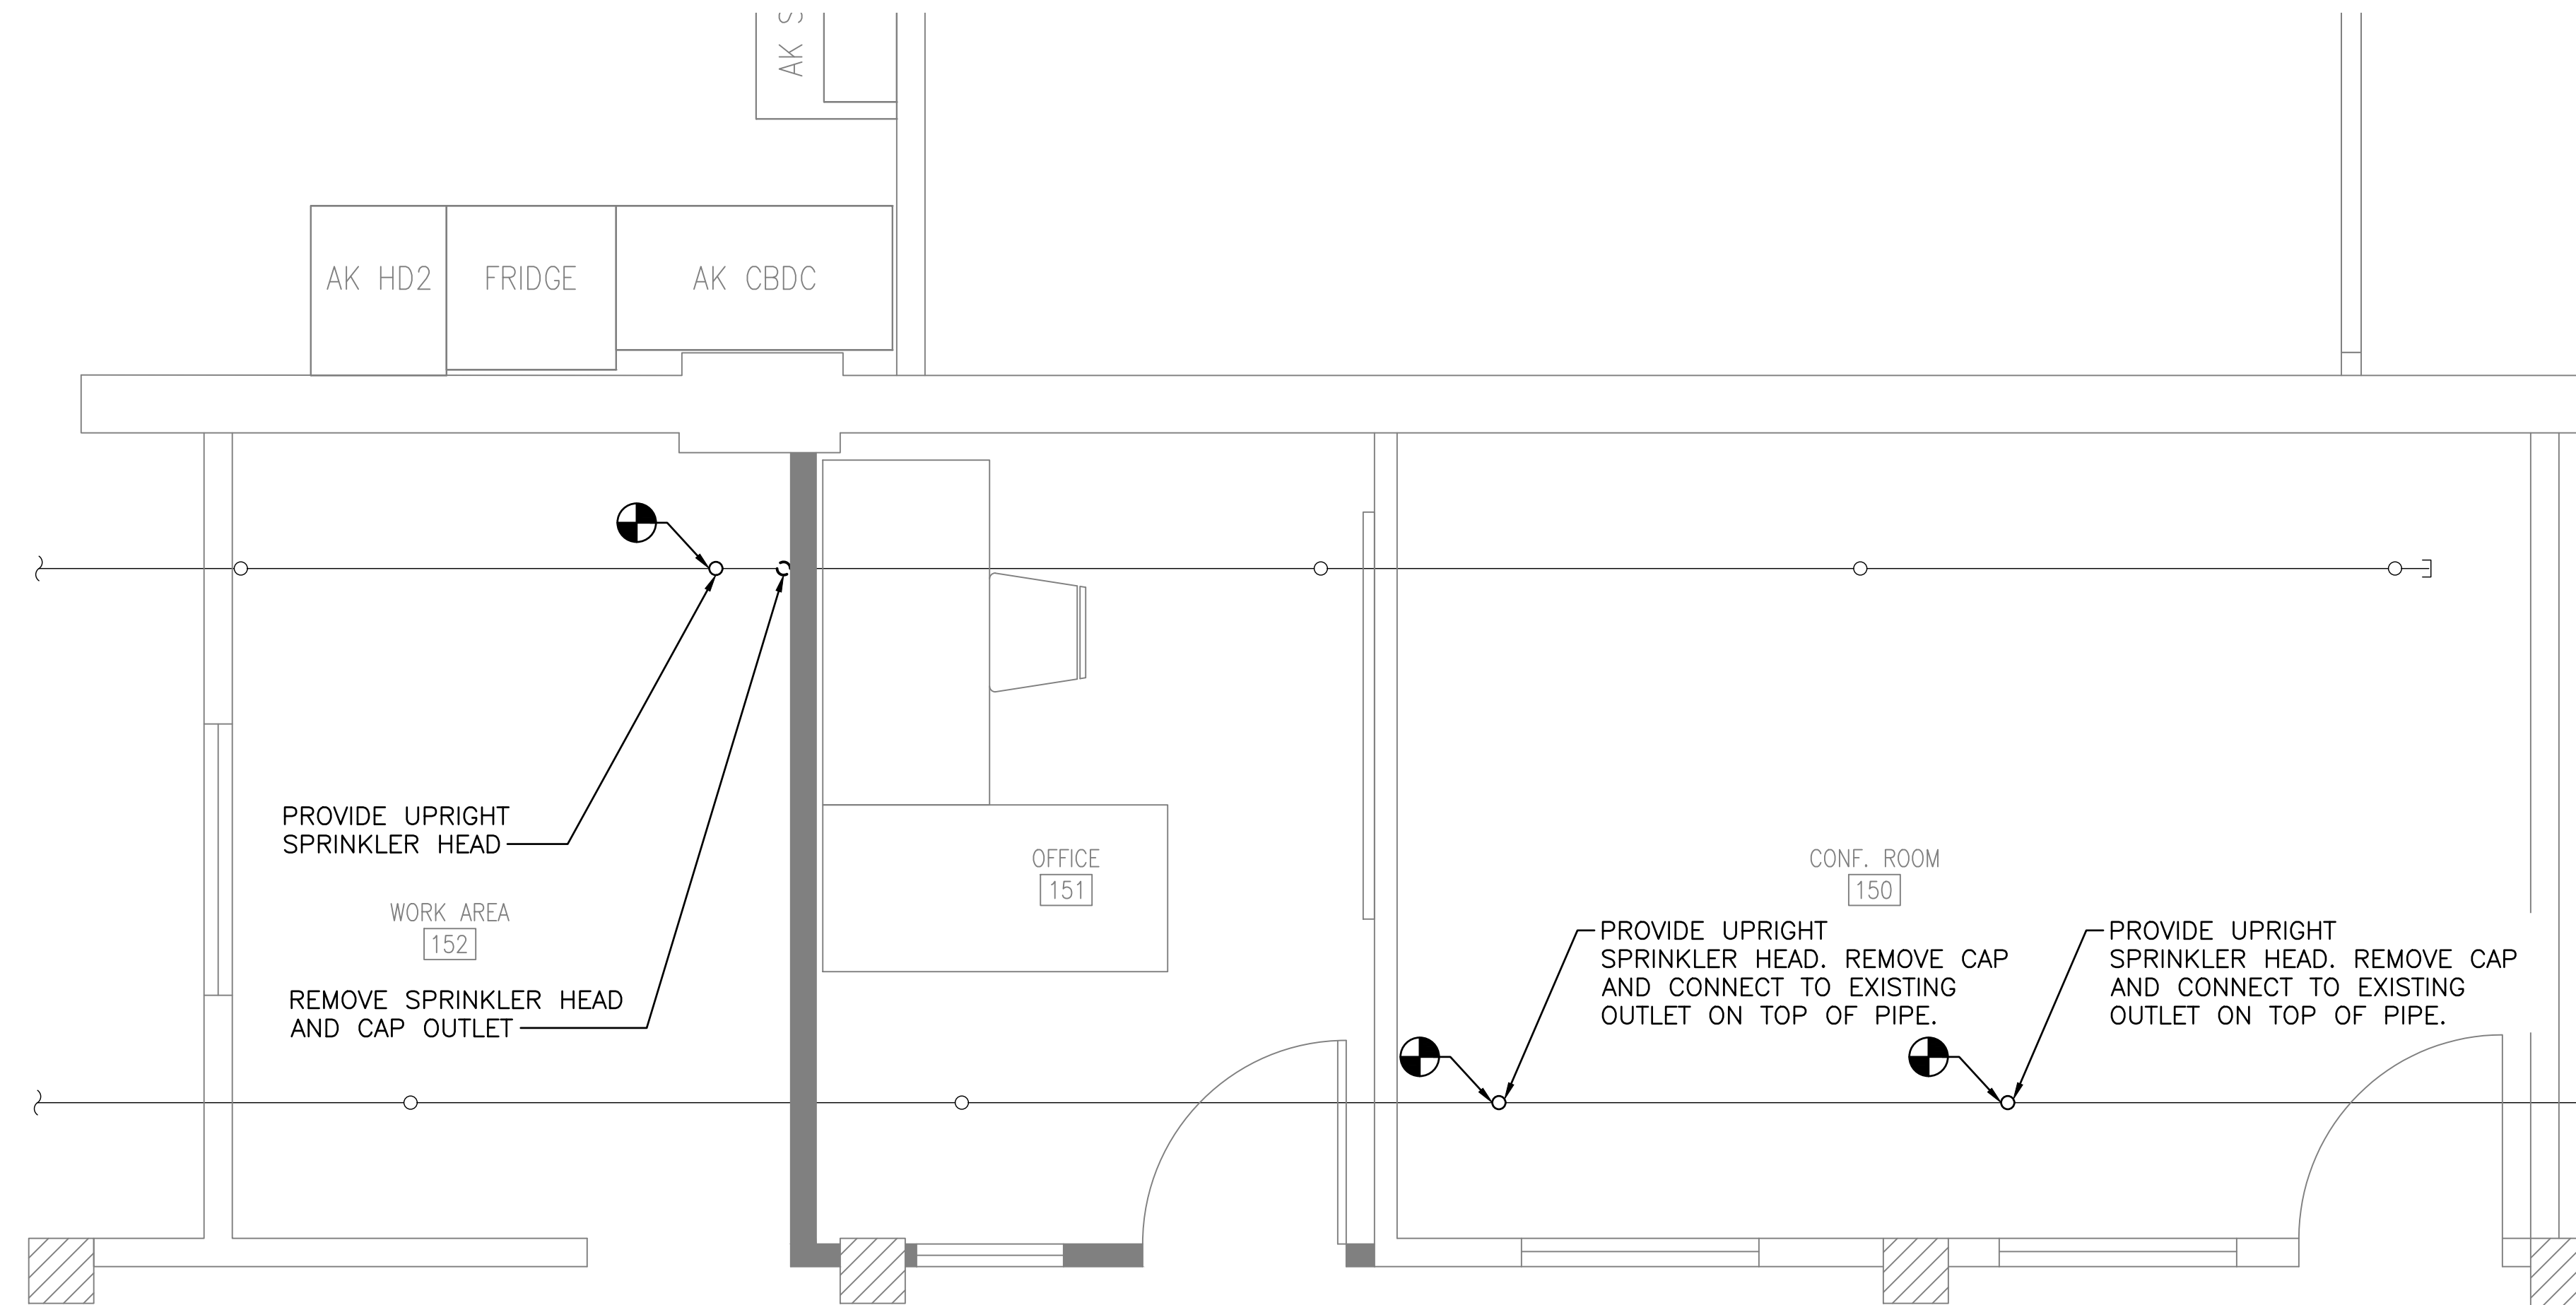 AK S
AK HD2
FRIDGE
AK CBDC
PROVIDE UPRIGHT
SPRINKLER HEAD
WORK AREA
152
REMOVE SPRINKLER HEAD
AND CAP OUTLET
OFFICE
151
CONF. ROOM
150
PROVIDE UPRIGHT
SPRINKLER HEAD. REMOVE CAP
AND CONNECT TO EXISTING
OUTLET ON TOP OF PIPE.
PROVIDE UPRIGHT
SPRINKLER HEAD. REMOVE CAP
AND CONNECT TO EXISTING
OUTLET ON TOP OF PIPE.